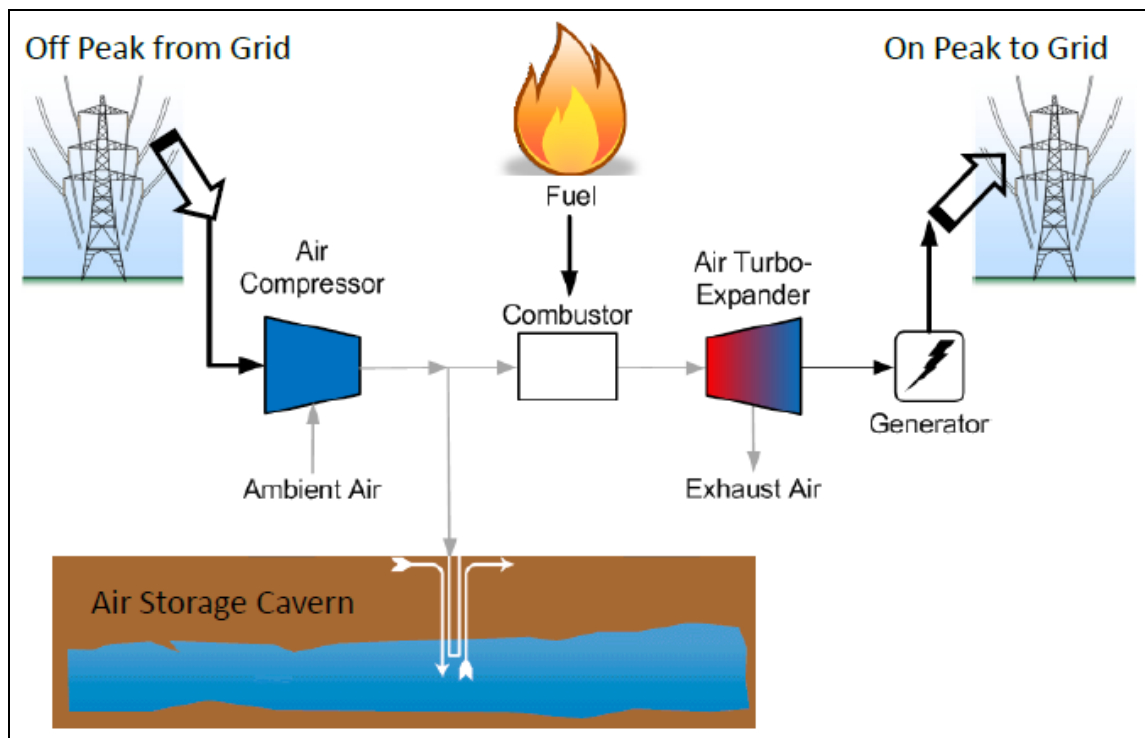 Off Peak from Grid
On Peak to Grid
Fuel
Air
Compressor
Combustor
Air Turbo-
Expander
Generator
Ambient Air
Exhaust Air
Air Storage Cavern